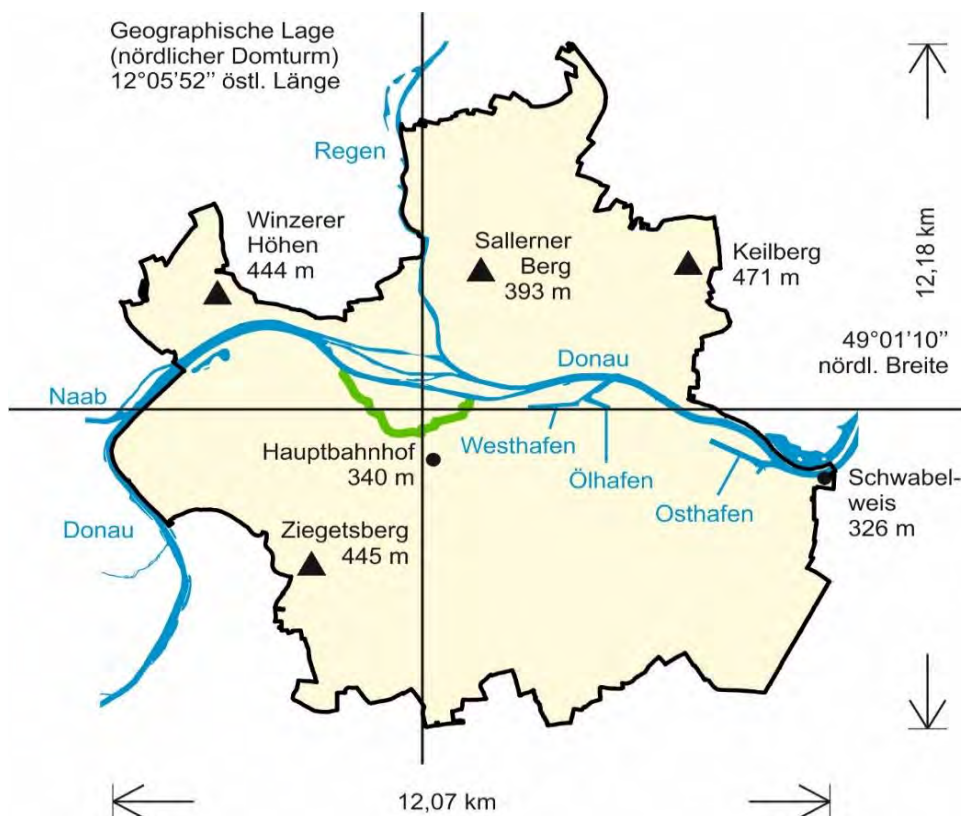 Geographische Lage
(nördlicher Domturm)
12°05’52’’ östl. Länge
Regen
Winzerer
Höhen
444 m
Sallerner
Berg
393 m
Keilberg
471 m
12,18 km
49°01’10’’
nördl. Breite
Donau
Naab
Westhafen
Hauptbahnhof
340 m
Ölhafen
Osthafen
Schwabel-
weis
326 m
Donau
Ziegetsberg
445 m
12,07 km